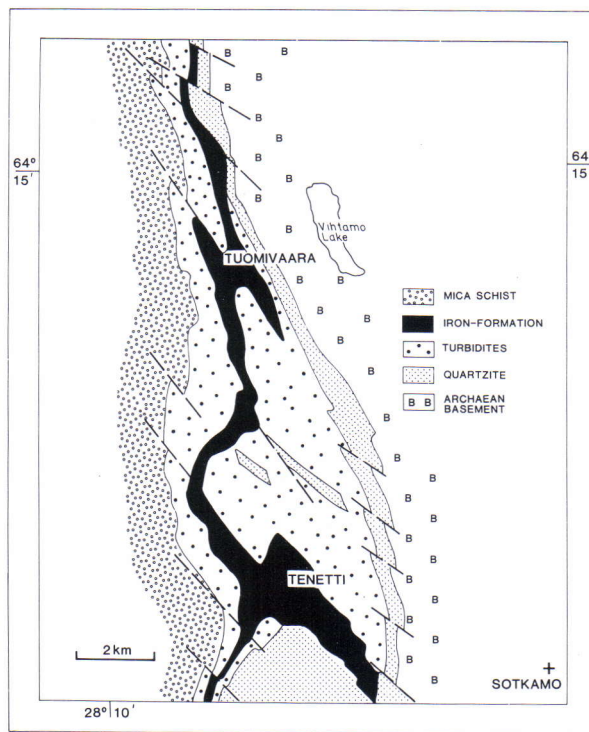 64°
15'
64
15
Vihtamo
Lake
TUOMIVAARA
MICA SCHIST
IRON-FORMATION
TURBIDITES
QUARTZITE
B B
ARCHAEAN
BASEMENT
TENETTI
2 km
SOTKAMO
28° 10'